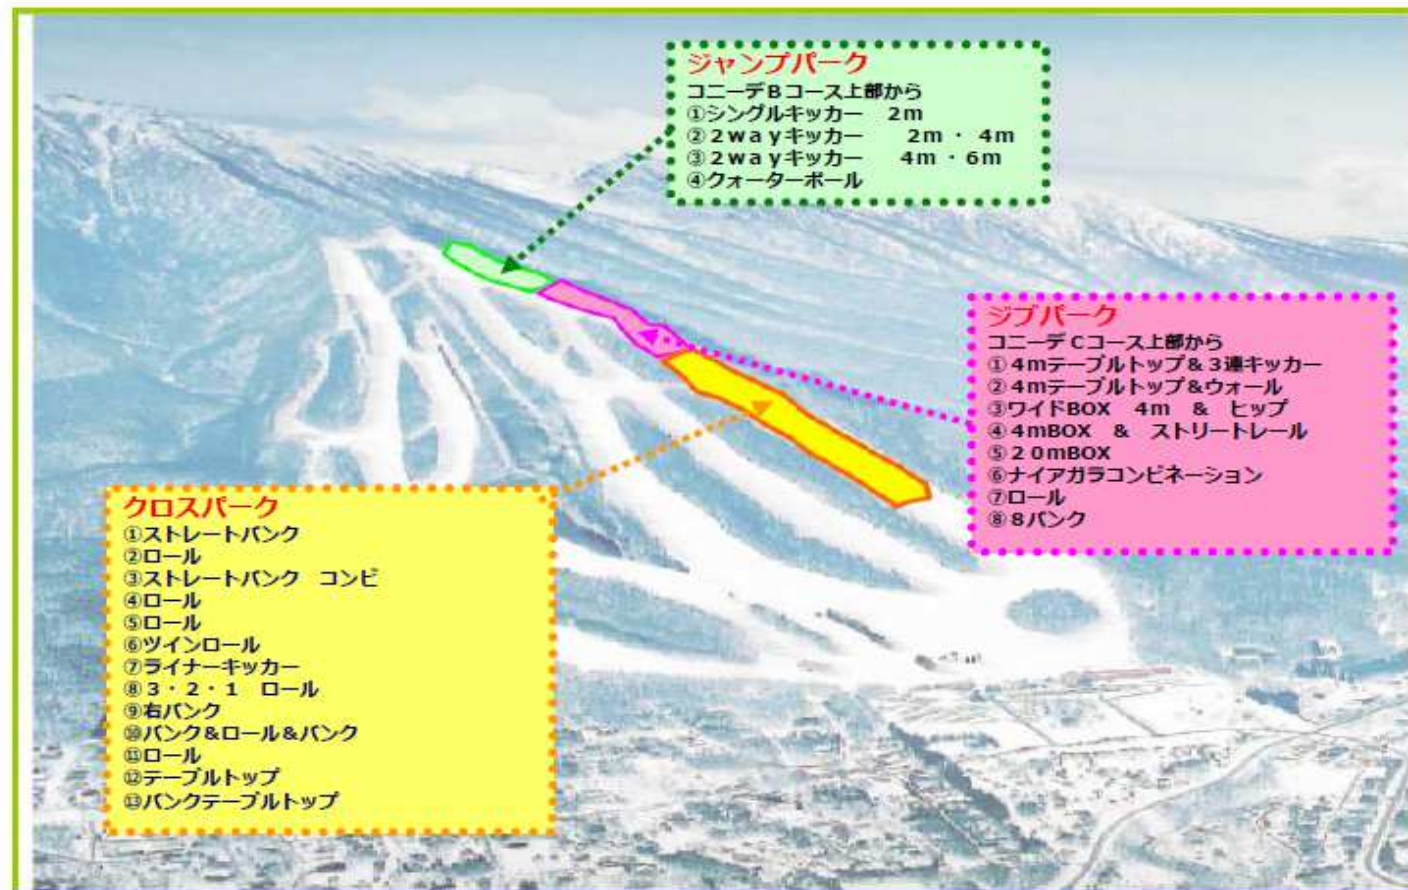 ジャンプパーク
コニーデBコース上部から
①シングルキッカー 2m
②2wayキッカー 2m・4m
③2wayキッカー 4m・6m
④クォーターポール
ジブパーク
コニーデCコース上部から
①4mテーブルトップ&3連キッカー
②4mテーブルトップ&ウォール
③ワイドBOX 4m & ヒップ
④4mBOX & ストリートレール
⑤20mBOX
⑥ナイアガラコンビネーション
⑦ロール
⑧8バンク
クロスパーク
①ストレートバンク
②ロール
③ストレートバンク コンビ
④ロール
⑤ロール
⑥ツインロール
⑦ライナーキッカー
⑧3・2・1 ロール
⑨右バンク
⑩バンク&ロール&バンク
⑪ロール
⑫テーブルトップ
⑬バンクテーブルトップ